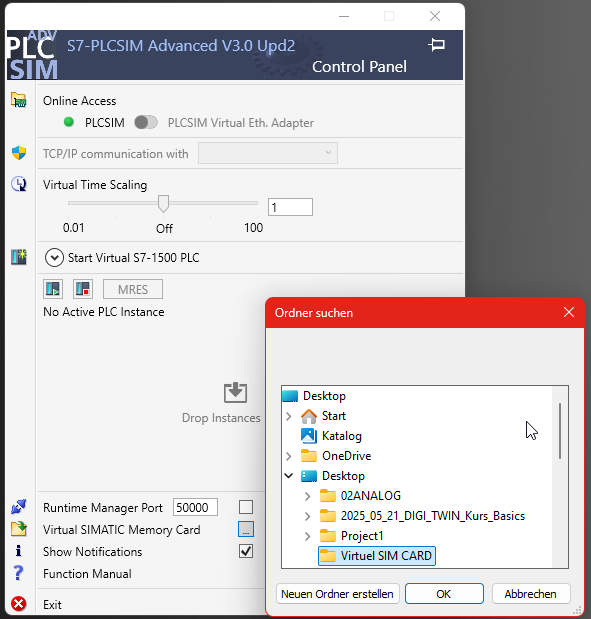 ADV
PLC
SIM
S7-PLCSIM Advanced V3.0 Upd2
Control Panel
Online Access
PLCSIM
PLCSIM Virtual Eth. Adapter
TCP/IP communication with
Virtual Time Scaling
1
0.01
Off
100
Start Virtual S7-1500 PLC
MRES
No Active PLC Instance
Drop Instances
Runtime Manager Port
50000
Virtual SIMATIC Memory Card
...
Show Notifications
Function Manual
Exit
Ordner suchen
Desktop
Start
Katalog
OneDrive
Desktop
02ANALOG
2025_05_21_DIGI_TWIN_Kurs_Basics
Project1
Virtuel SIM CARD
Neuen Ordner erstellen
OK
Abbrechen